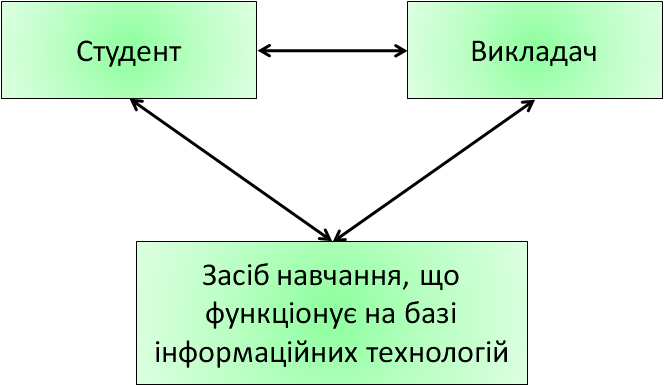 Студент
Викладач
Засіб навчання, що
функціонує на базі
інформаційних технологій